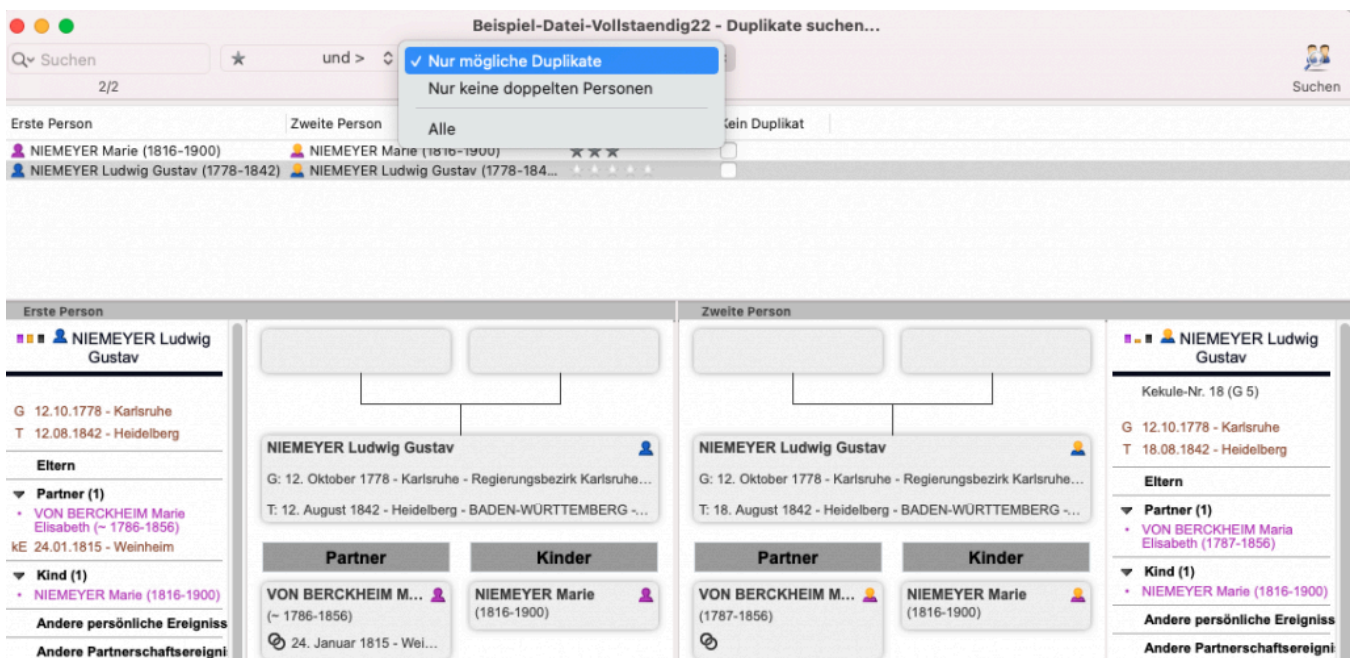 Beispiel-Datei-Vollstaendig22 - Duplikate suchen...
Suchen
und >
✓ Nur mögliche Duplikate
Nur keine doppelten Personen
Alle
2/2
Suchen
Erste Person
Zweite Person
Kein Duplikat
NIEMEYER Marie (1816-1900)
NIEMEYER Marie (1816-1900)
NIEMEYER Ludwig Gustav (1778-1842)
NIEMEYER Ludwig Gustav (1778-184...
Erste Person
NIEMEYER Ludwig
Gustav
G 12.10.1778 - Karlsruhe
T 12.08.1842 - Heidelberg
Eltern
Partner (1)
• VON BERCKHEIM Marie
Elisabeth (~ 1786-1856)
kE 24.01.1815 - Weinheim
Kind (1)
• NIEMEYER Marie (1816-1900)
Andere persönliche Ereigniss
Andere Partnerschaftsereigni
NIEMEYER Ludwig Gustav
G: 12. Oktober 1778 - Karlsruhe - Regierungsbezirk Karlsruhe...
T: 12. August 1842 - Heidelberg - BADEN-WÜRTTEMBERG -...
Partner
Kinder
VON BERCKHEIM M...
(~ 1786-1856)
24. Januar 1815 - Wei...
NIEMEYER Marie
(1816-1900)
Zweite Person
NIEMEYER Ludwig Gustav
G: 12. Oktober 1778 - Karlsruhe - Regierungsbezirk Karlsruhe...
T: 18. August 1842 - Heidelberg - BADEN-WÜRTTEMBERG -...
Partner
Kinder
VON BERCKHEIM M...
(1787-1856)
NIEMEYER Marie
(1816-1900)
NIEMEYER Ludwig
Gustav
Kekule-Nr. 18 (G 5)
G 12.10.1778 - Karlsruhe
T 18.08.1842 - Heidelberg
Eltern
Partner (1)
• VON BERCKHEIM Maria
Elisabeth (1787-1856)
Kind (1)
• NIEMEYER Marie (1816-1900)
Andere persönliche Ereigniss
Andere Partnerschaftsereigni